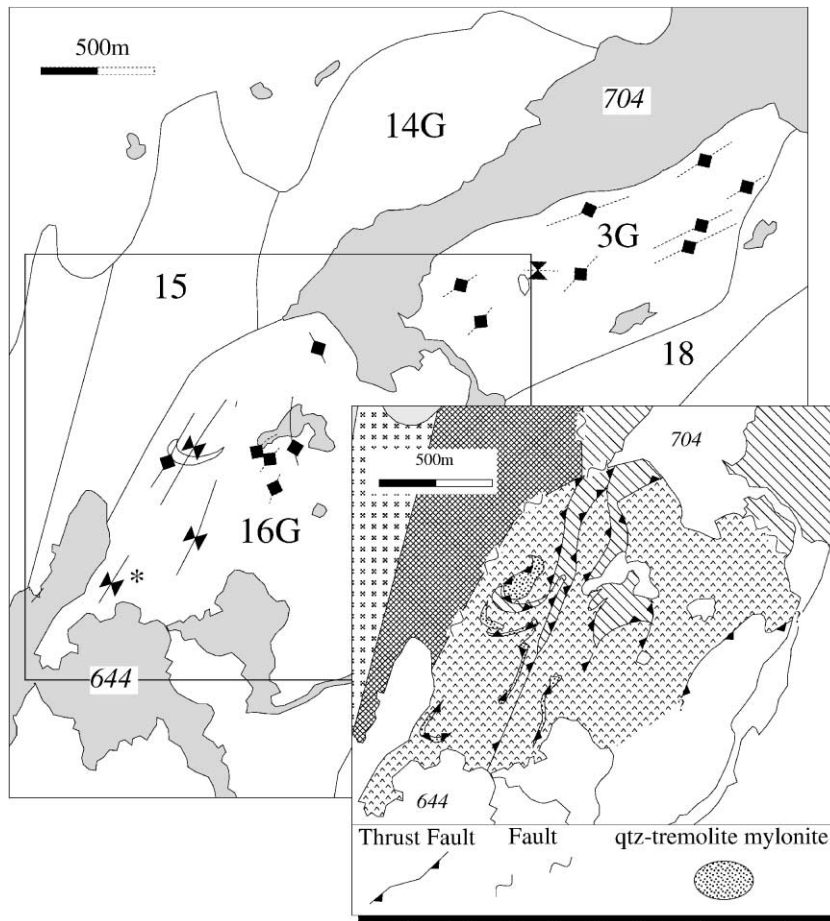 500m
704
14G
3G
15
18
16G
*
644
704
500m
644
Thrust Fault Fault qtz-tremolite mylonite